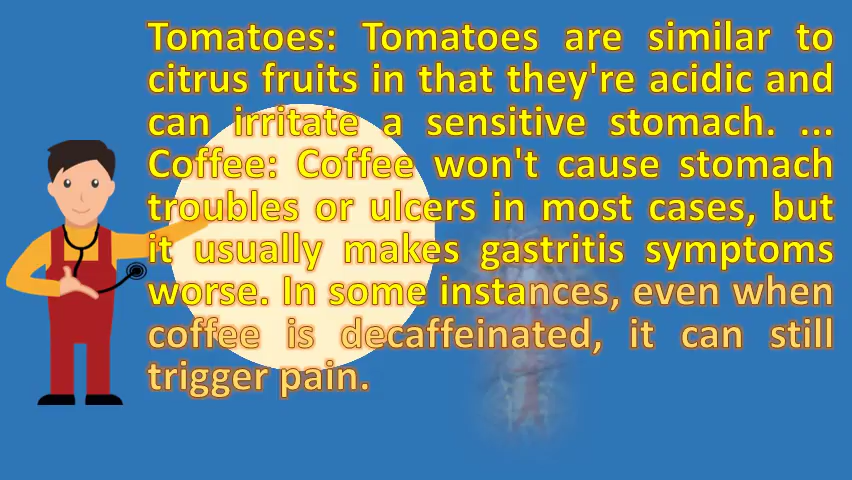 Tomatoes: Tomatoes are similar to
citrus fruits in that they're acidic and
can irritate a sensitive stomach. ...
Coffee: Coffee won't cause stomach
troubles or ulcers in most cases, but
it usually makes gastritis symptoms
worse. In some instances, even when
coffee is decaffeinated, it can still
trigger pain.